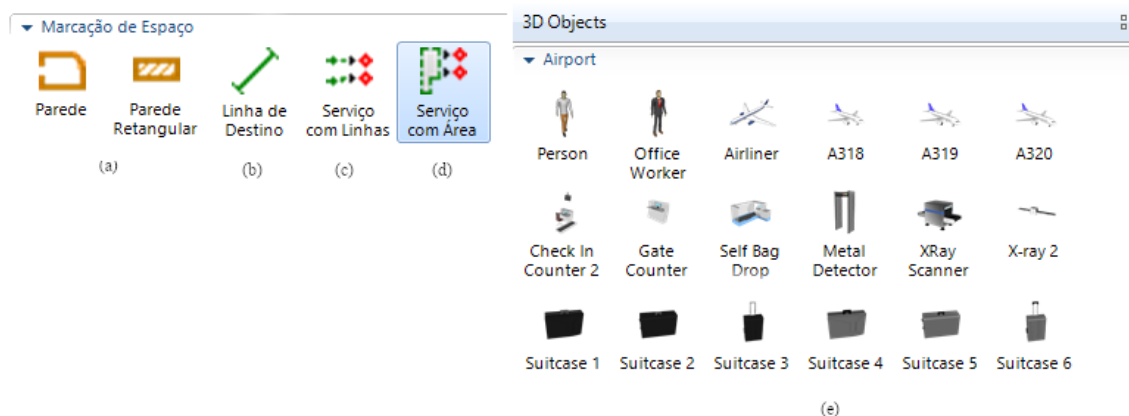 Marcação de Espaço
Parede
Parede Retangular
Linha de Destino
Serviço com Linhas
Serviço com Área
(a)
(b)
(c)
(d)
3D Objects
Airport
Person
Office Worker
Airliner
A318
A319
A320
Check In Counter 2
Gate Counter
Self Bag Drop
Metal Detector
XRay Scanner
X-ray 2
Suitcase 1
Suitcase 2
Suitcase 3
Suitcase 4
Suitcase 5
Suitcase 6
(e)